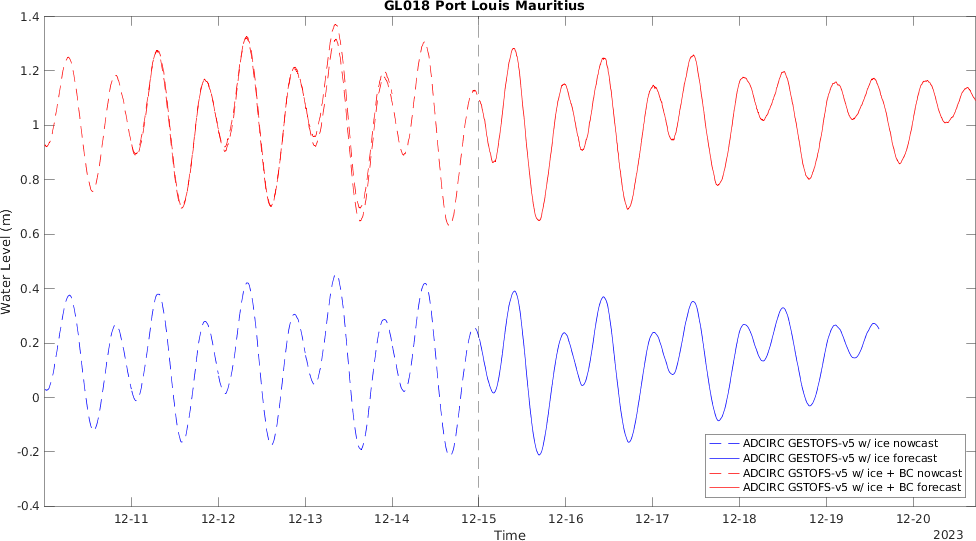 GL018 Port Louis Mauritius
1.4
1.2
1
0.8
0.6
0.4
0.2
0
-0.2
-0.4
Water Level (m)
ADCIRC GESTOFS-v5 w/ ice nowcast
ADCIRC GESTOFS-v5 w/ ice forecast
ADCIRC GSTOFS-v5 w/ ice + BC nowcast
ADCIRC GSTOFS-v5 w/ ice + BC forecast
12-11 12-12 12-13 12-14 12-15 12-16 12-17 12-18 12-19 12-20
Time
2023